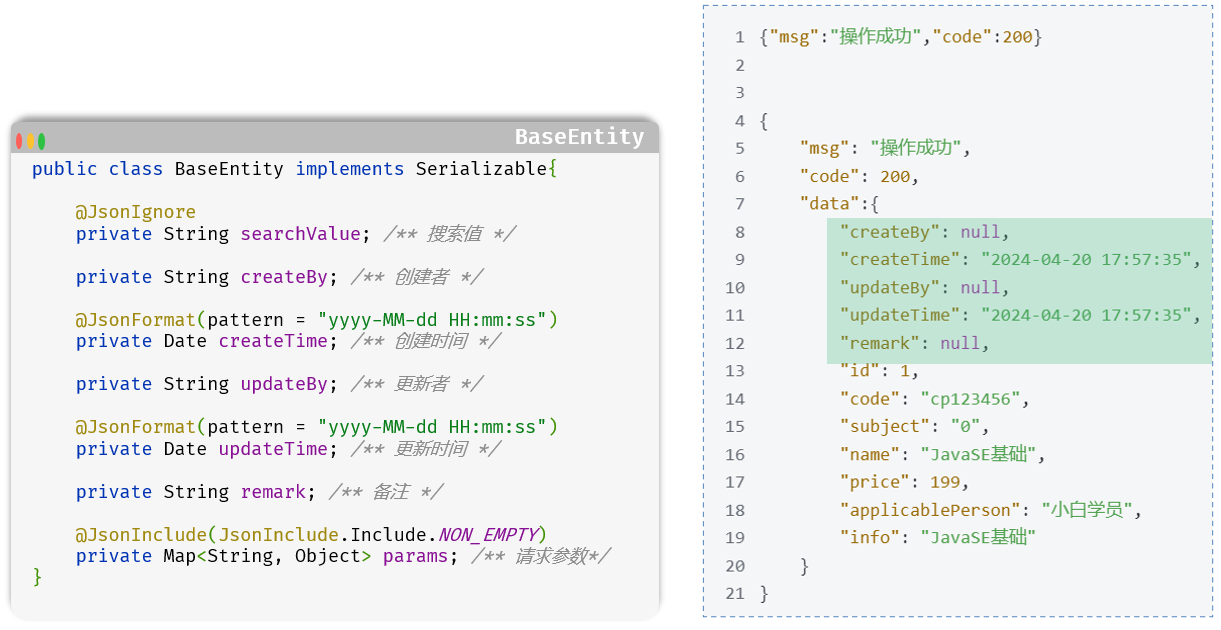 BaseEntity
public class BaseEntity implements Serializable{
@JsonIgnore
private String searchValue; /** 搜索值 */
private String createBy; /** 创建者 */
@JsonFormat(pattern = "yyyy-MM-dd HH:mm:ss")
private Date createTime; /** 创建时间 */
private String updateBy; /** 更新者 */
@JsonFormat(pattern = "yyyy-MM-dd HH:mm:ss")
private Date updateTime; /** 更新时间 */
private String remark; /** 备注 */
@JsonInclude(JsonInclude.Include.NON_EMPTY)
private Map<String, Object> params; /** 请求参数*/
}
1 {"msg":"操作成功","code":200}
2
3
4 {
5 "msg": "操作成功",
6 "code": 200,
7 "data":{
8 "createBy": null,
9 "createTime": "2024-04-20 17:57:35",
10 "updateBy": null,
11 "updateTime": "2024-04-20 17:57:35",
12 "remark": null,
13 "id": 1,
14 "code": "cp123456",
15 "subject": "0",
16 "name": "JavaSE基础",
17 "price": 199,
18 "applicablePerson": "小白学员",
19 "info": "JavaSE基础"
20 }
21 }